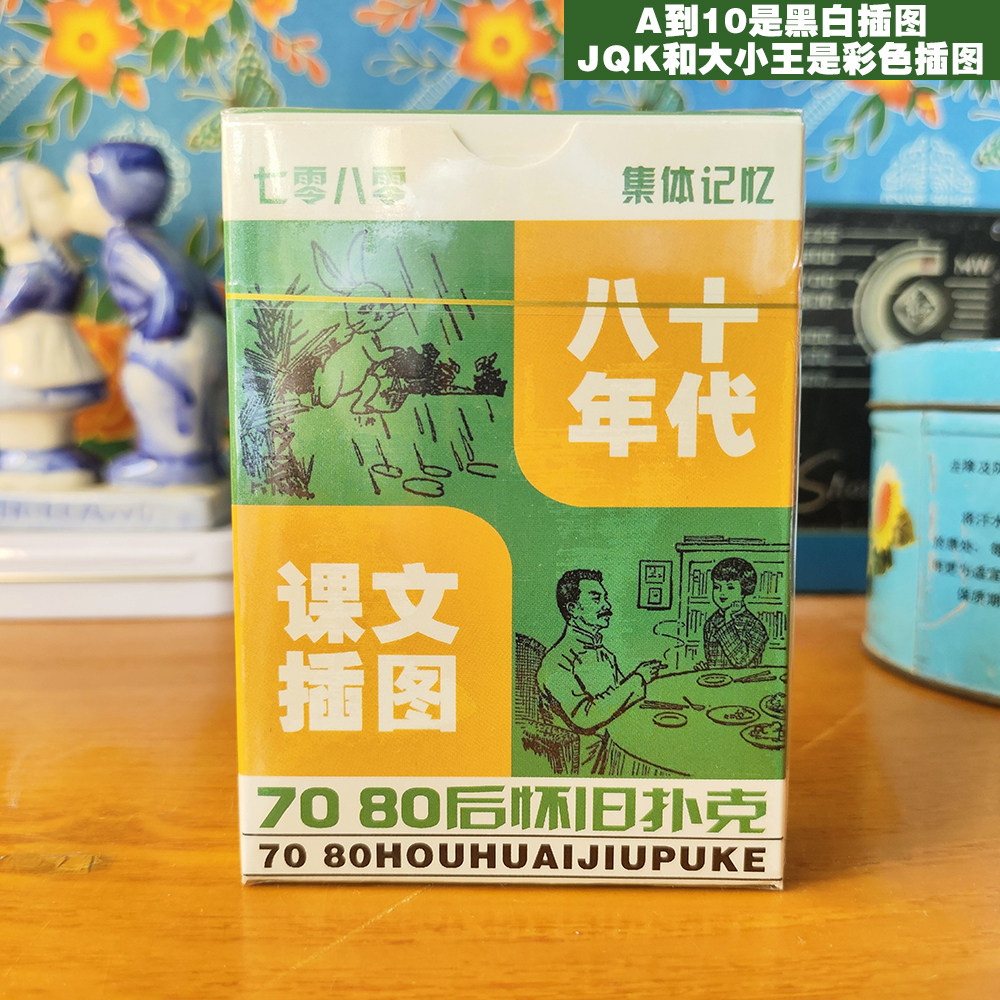 A到10是黑白插图
JQK和大小王是彩色插图
七零八零
集体记忆
八十
年代
课文
插图
70 80后怀旧扑克
70 80HOUHUAIJIUPUKE
MW